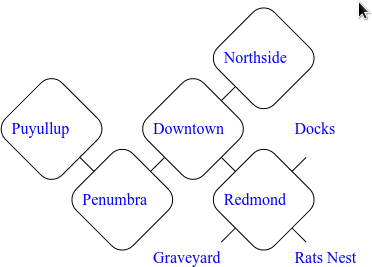 Northside
Puyullup
Downtown
Docks
Penumbra
Redmond
Graveyard
Rats Nest